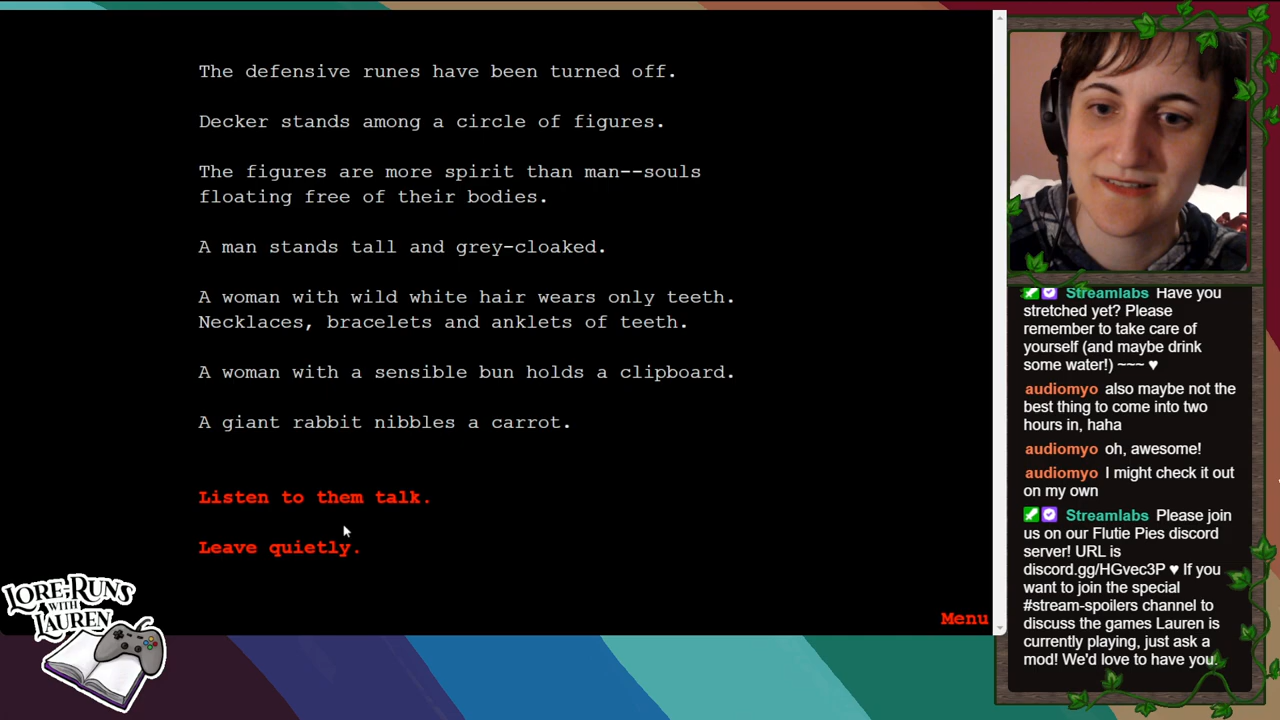 The defensive runes have been turned off.
Decker stands among a circle of figures.
The figures are more spirit than man--souls
floating free of their bodies.
A man stands tall and grey-cloaked.
A woman with wild white hair wears only teeth.
Necklaces, bracelets and anklets of teeth.
A woman with a sensible bun holds a clipboard.
A giant rabbit nibbles a carrot.
Listen to them talk.
Leave quietly.
Menu
LORE-RUNS
WITH
LAUREN
Streamlabs Have you
stretched yet? Please
remember to take care of
yourself (and maybe drink
some water!) ~~~ ♥
audiomyo also maybe not the
best thing to come into two
hours in, haha
audiomyo oh, awesome!
audiomyo I might check it out
on my own
Streamlabs Please join
us on our Flutie Pies discord
server! URL is
discord.gg/HGvec3P ♥ If you
want to join the special
#stream-spoilers channel to
discuss the games Lauren is
currently playing, just ask a
mod! We'd love to have you.